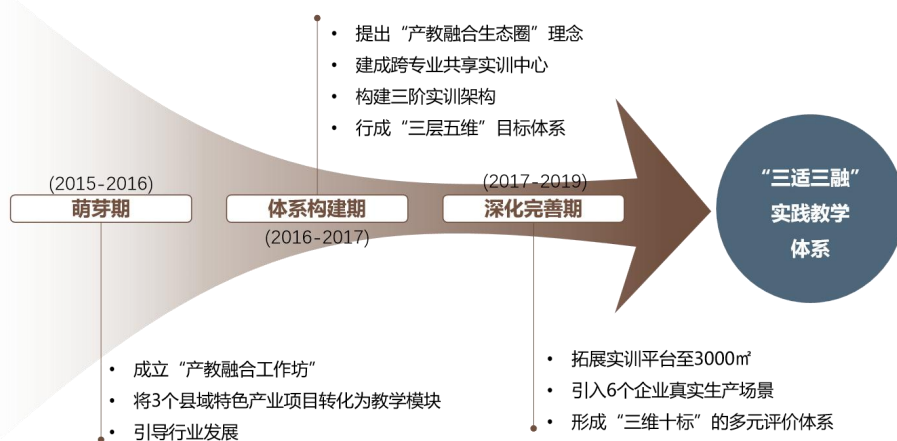 • 提出“产教融合生态圈”理念
• 建成跨专业共享实训中心
• 构建三阶实训架构
• 行成“三层五维”目标体系
(2015-2016)
萌芽期
体系构建期
(2016-2017)
(2017-2019)
深化完善期
“三适三融”
实践教学
体系
• 成立“产教融合工作坊”
• 将3个县域特色产业项目转化为教学模块
• 引导行业发展
• 拓展实训平台至3000㎡
• 引入6个企业真实生产场景
• 形成“三维十标”的多元评价体系